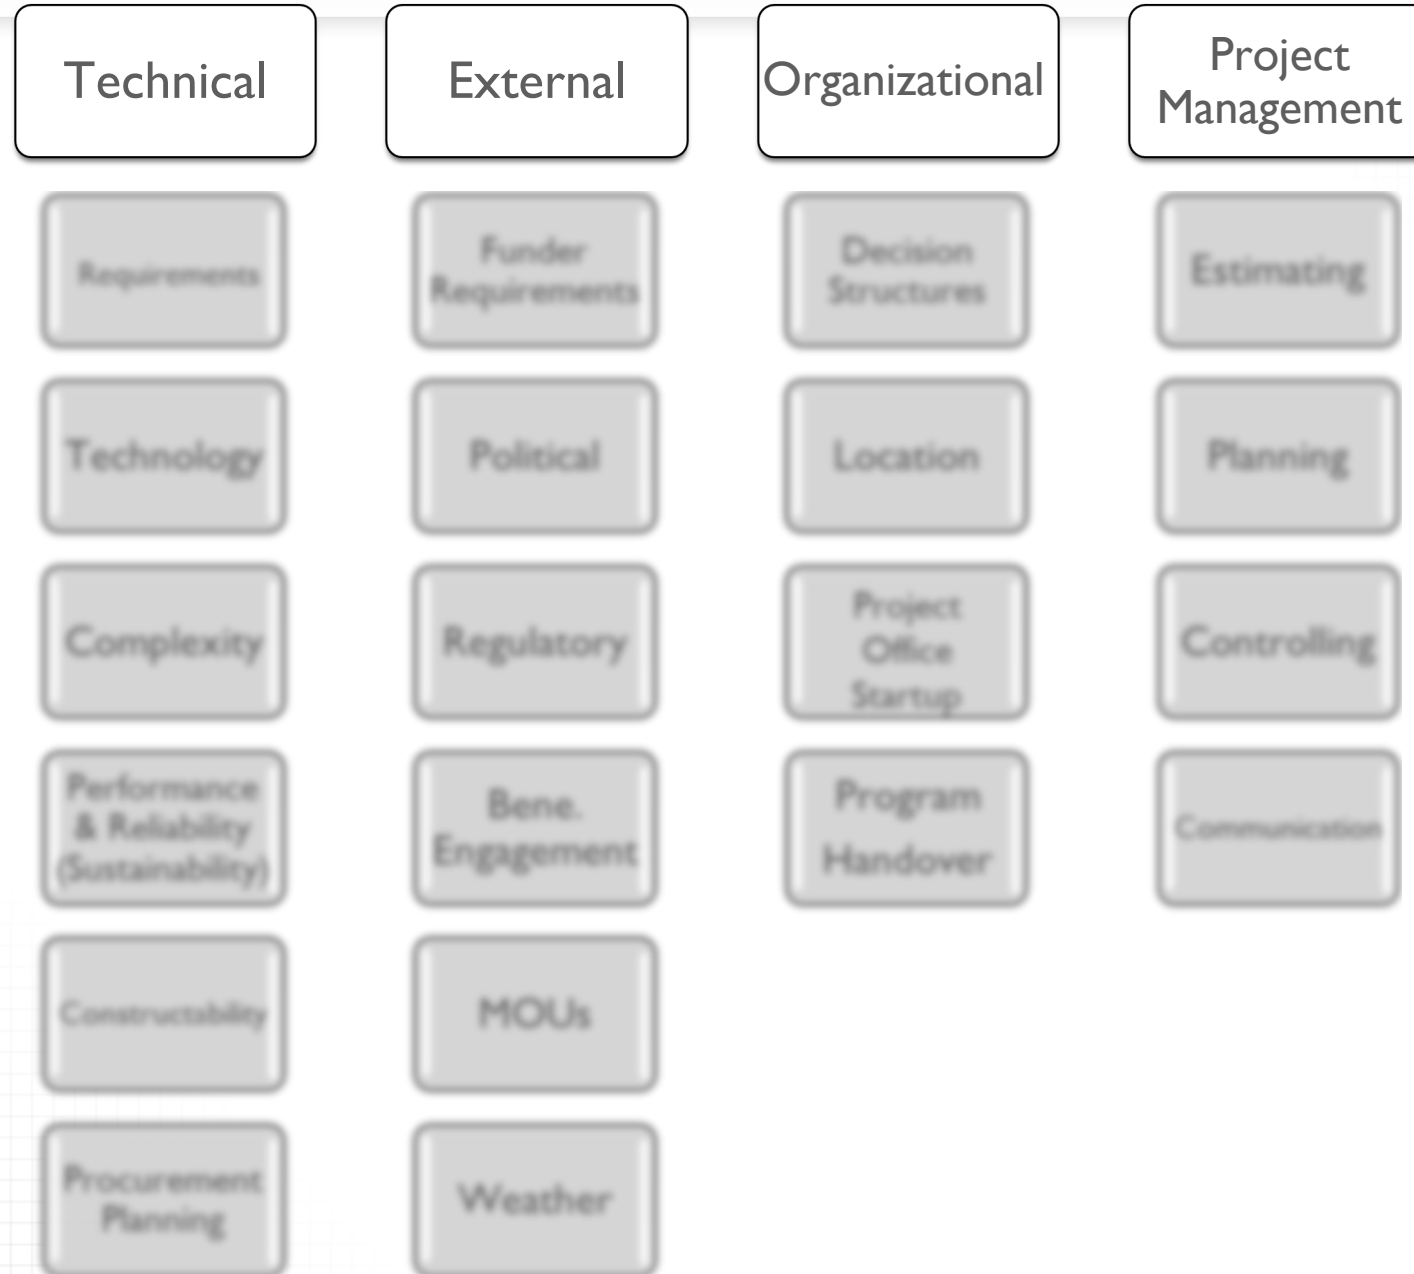 Technical
External
Organizational
Project
Management
Requirements
Funder
Requirements
Decision
Structures
Estimating
Technology
Political
Location
Planning
Complexity
Regulatory
Project
Office
Startup
Controlling
Performance
& Reliability
(Sustainability)
Bene.
Engagement
Program
Handover
Communication
Constructability
MOUs
Procurement
Planning
Weather